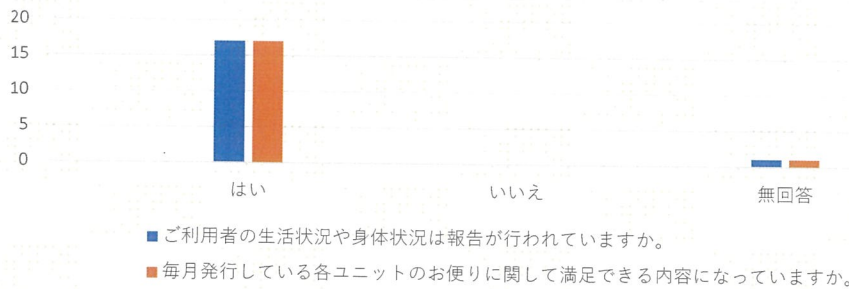 20
15
10
5
0
はい
いいえ
無回答
ご利用者の生活状況や身体状況は報告が行われていますか。
毎月発行している各ユニットのお便りに関して満足できる内容になっていますか。